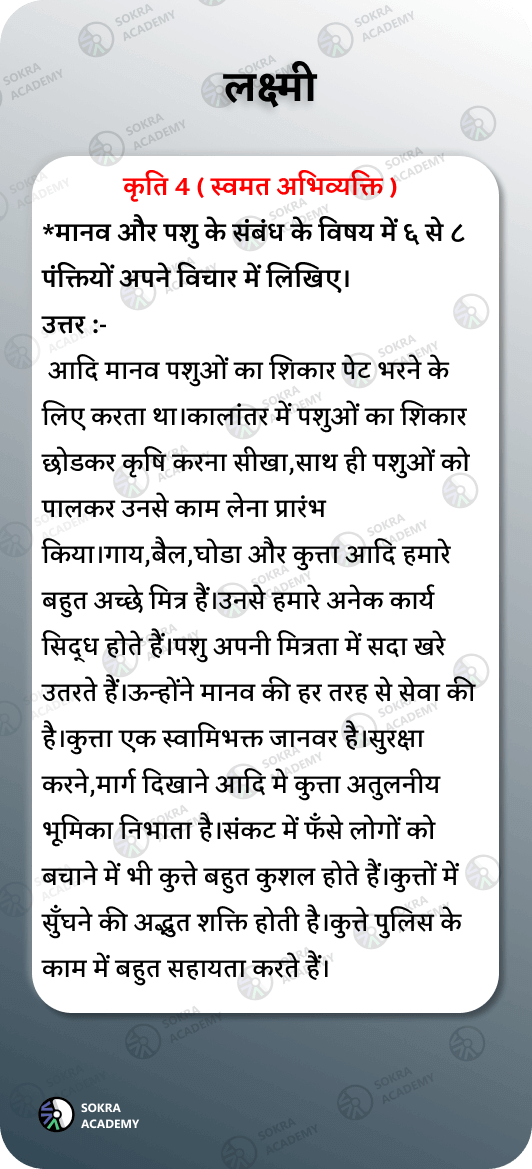 लक्ष्मी
कृति 4 ( स्वमत अभिव्यक्ति )
*मानव और पशु के संबंध के विषय में ६ से ८
पंक्तियों अपने विचार में लिखिए।
उत्तर :-
आदि मानव पशुओं का शिकार पेट भरने के
लिए करता था।कालांतर में पशुओं का शिकार
छोडकर कृषि करना सीखा,साथ ही पशुओं को
पालकर उनसे काम लेना प्रारंभ
किया।गाय,बैल,घोडा और कुत्ता आदि हमारे
बहुत अच्छे मित्र हैं।उनसे हमारे अनेक कार्य
सिद्ध होते हैं।पशु अपनी मित्रता में सदा खरे
उतरते हैं।ऊन्होंने मानव की हर तरह से सेवा की
है।कुत्ता एक स्वामिभक्त जानवर है।सुरक्षा
करने,मार्ग दिखाने आदि मे कुत्ता अतुलनीय
भूमिका निभाता है।संकट में फँसे लोगों को
बचाने में भी कुत्ते बहुत कुशल होते हैं।कुत्तों में
सुँघने की अद्भुत शक्ति होती है।कुत्ते पुलिस के
काम में बहुत सहायता करते हैं।
SOKRA
ACADEMY